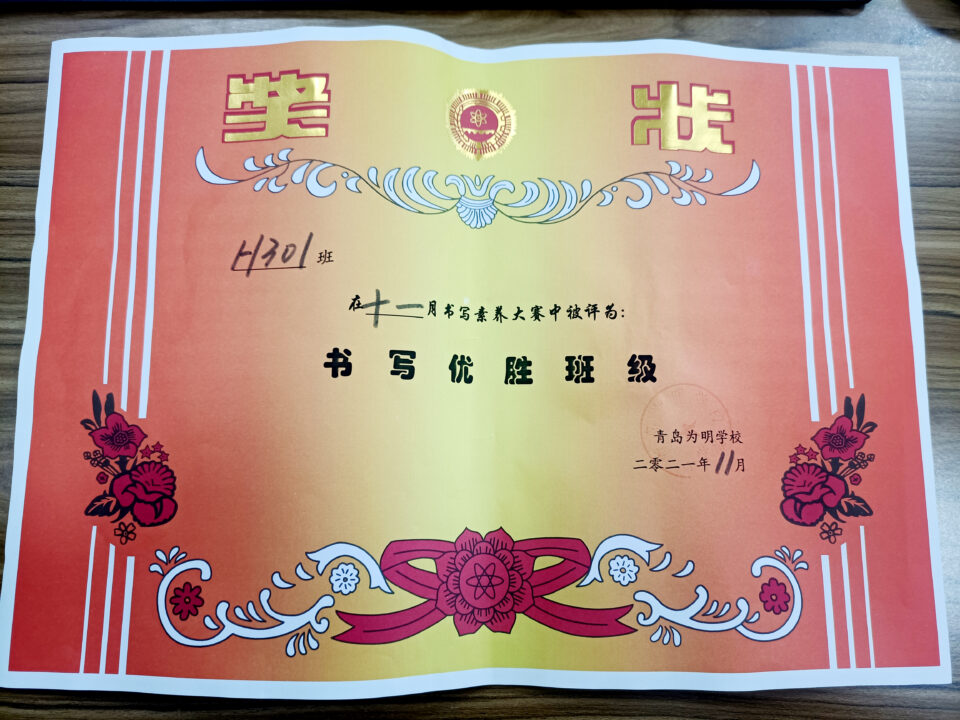 奖 状
H301班
在十一月书写素养大赛中被评为：
书写优胜班级
青岛为明学校
二零二一年11月